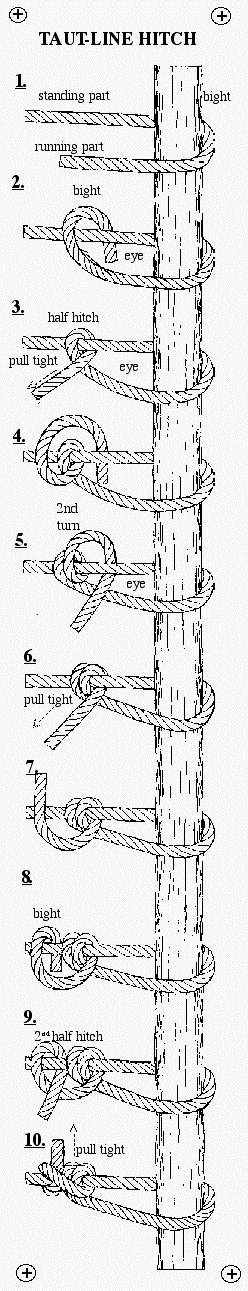 TAUT-LINE HITCH
1.
standing part
bight
running part
2.
bight
eye
3.
half hitch
pull tight
eye
4.
2nd
turn
5.
eye
6.
pull tight
7.
8.
bight
9.
2nd half hitch
10.
pull tight